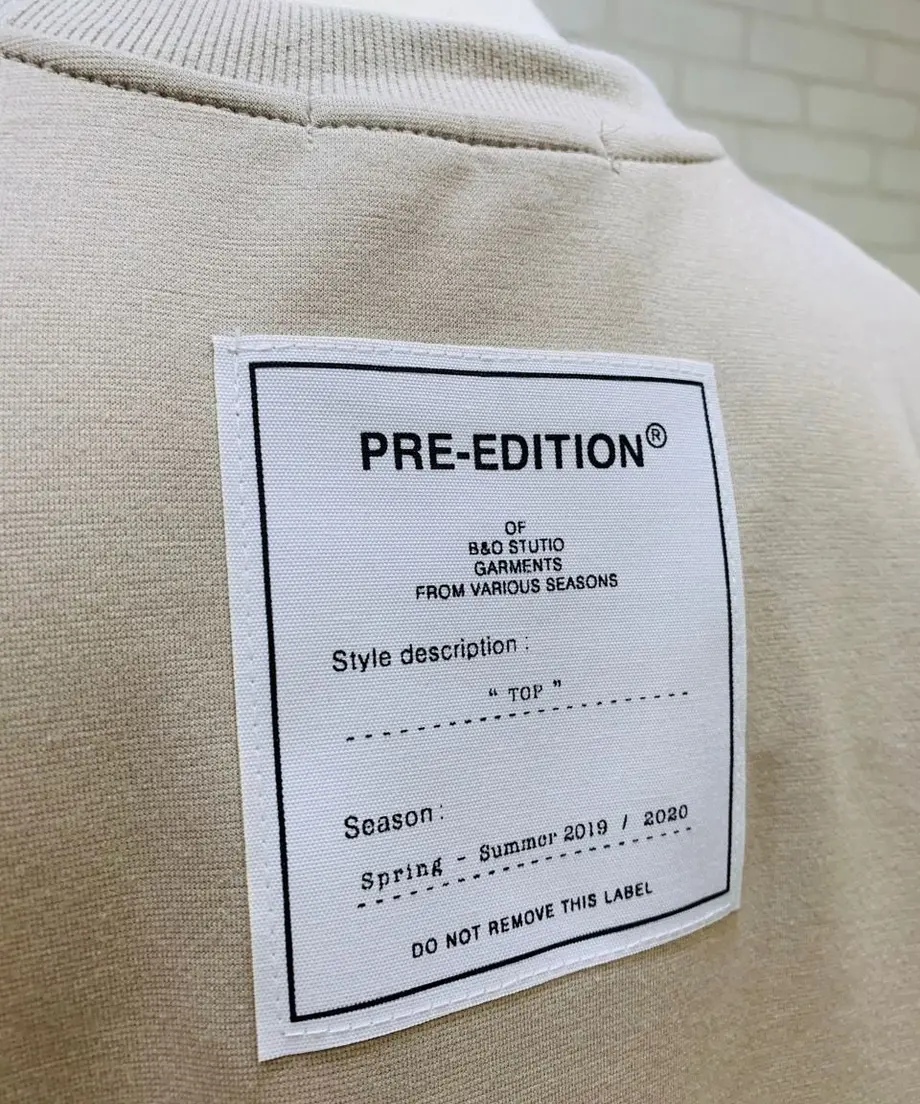 PRE-EDITION®
OF
B&O STUTIO
GARMENTS
FROM VARIOUS SEASONS
Style description :
“ TOP ”
Season :
Spring - Summer 2019 / 2020
DO NOT REMOVE THIS LABEL